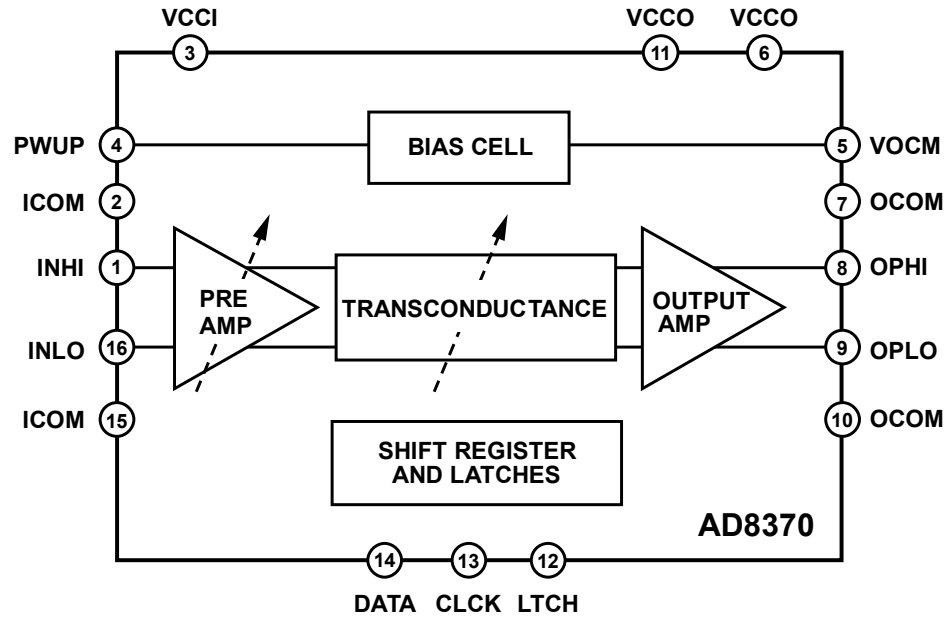 VCCI
VCCO
VCCO
3
11
6
PWUP
4
BIAS CELL
5
VOCM
ICOM
2
7
OCOM
INHI
1
PRE
AMP
TRANSCONDUCTANCE
OUTPUT
AMP
8
OPHI
INLO
16
9
OPLO
ICOM
15
10
OCOM
SHIFT REGISTER
AND LATCHES
AD8370
14
13
12
DATA
CLCK
LTCH